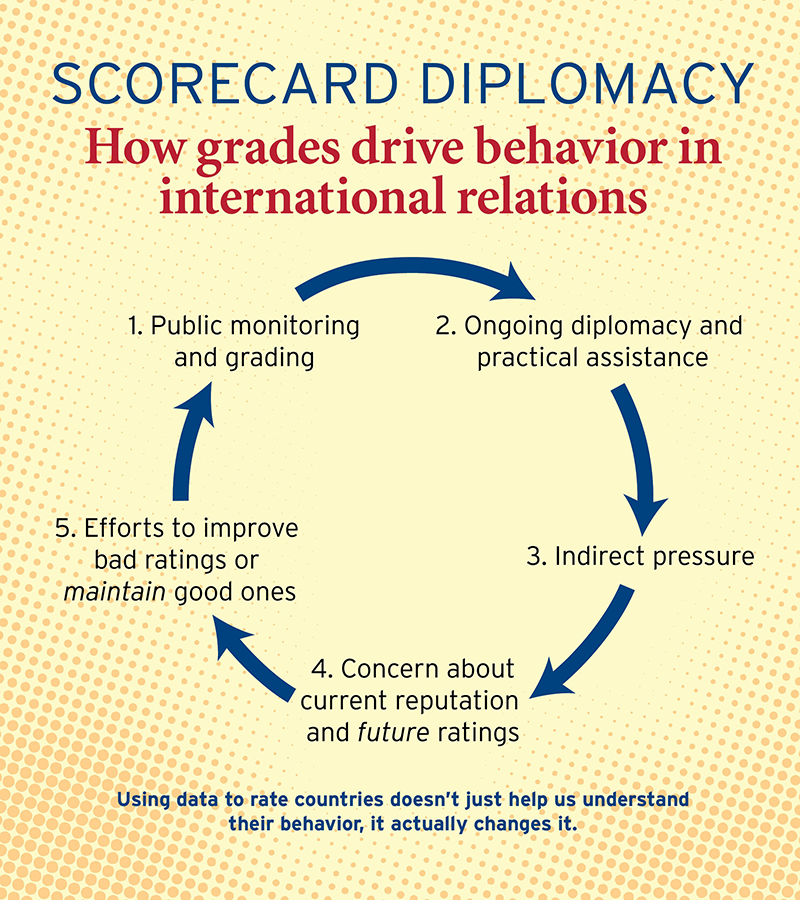 SCORECARD DIPLOMACY
How grades drive behavior in
international relations
1. Public monitoring
and grading
2. Ongoing diplomacy and
practical assistance
3. Indirect pressure
4. Concern about
current reputation
and future ratings
5. Efforts to improve
bad ratings or
maintain good ones
Using data to rate countries doesn’t just help us understand
their behavior, it actually changes it.